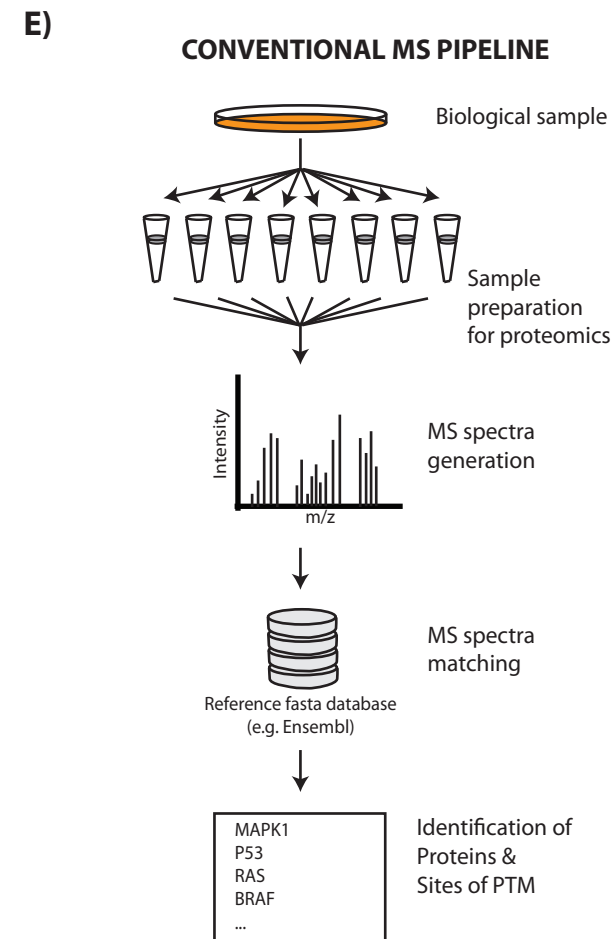 E)
CONVENTIONAL MS PIPELINE
Biological sample
Sample
preparation
for proteomics
Intensity
m/z
MS spectra
generation
MS spectra
matching
Reference fasta database
(e.g. Ensembl)
MAPK1
P53
RAS
BRAF
...
Identification of
Proteins &
Sites of PTM